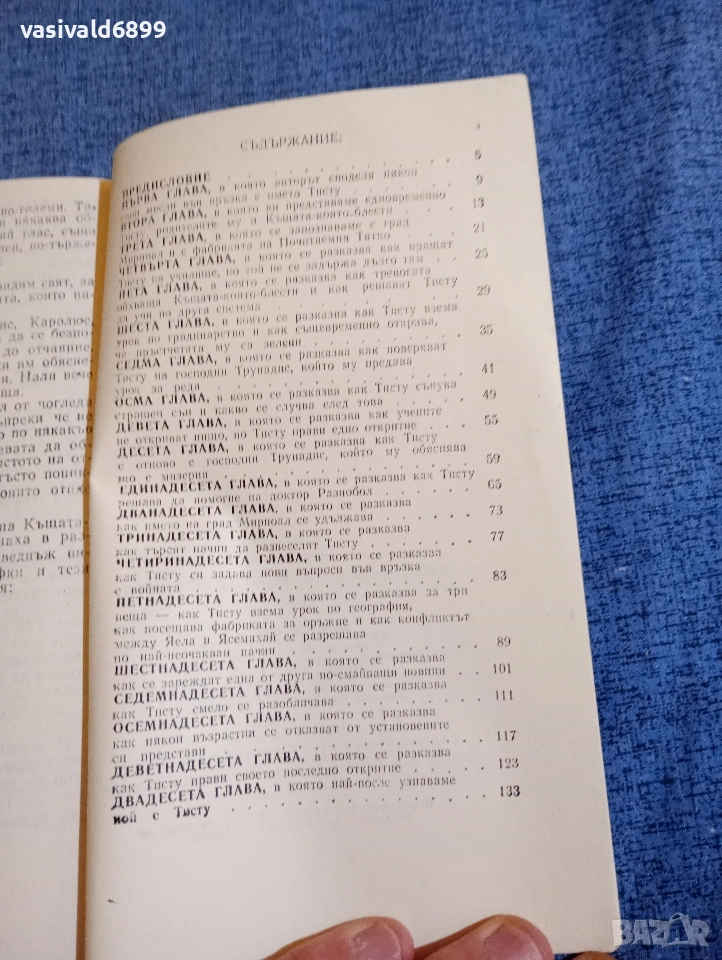 vasivald6899
СЪДЪРЖАНИЕ:
ПРЕДИСЛОВИЕ . . . . . 5
ПЪРВА ГЛАВА, в която авторът споделя някои
свои мисли във връзка с името Тисту . . . 9
ВТОРА ГЛАВА, в която ви представяме едновременно
Тисту, родителите му и Къщата-която-блести . 13
ТРЕТА ГЛАВА, в която се запознаваме с град
Мирпоал и с фабриката на Почитаемия Татко . 21
ЧЕТВЪРТА ГЛАВА, в която се разказва как пращат
Тисту на училище, но той не се задържа дълго там . 25
ПЕТА ГЛАВА, в която се разказва как тревогата
обхваща Къщата-която-блести и как решават Тисту
да учи по друга система . . . 29
ШЕСТА ГЛАВА, в която се разказва как Тисту взема
урок по градинарство и как същевременно открива,
че пръстчетата му са зелени . . . 35
СЕДМА ГЛАВА, в която се разказва как поверяват
Тисту на господин Трунадис, който му предава
урок за реда . . . 41
ОСМА ГЛАВА, в която се разказва как Тисту сънува
страшен сън и какво се случва след това . . . 49
ДЕВЕТА ГЛАВА, в която се разказва как учените
не откриват нищо, но Тисту прави едно откритие . 55
ДЕСЕТА ГЛАВА, в която се разказва как Тисту
е отново с господин Трунадис, който му обяснява
що е мизерия . . . 59
ЕДИНАДЕСЕТА ГЛАВА, в която се разказва как Тисту
решава да помогне на доктор Разнобол . . . 65
ДВАНАДЕСЕТА ГЛАВА, в която се разказва
как името на град Мирпоал се удължава . . . 73
ТРИНАДЕСЕТА ГЛАВА, в която се разказва
как търсят начин да развеселят Тисту . . . 77
ЧЕТИРИНАДЕСЕТА ГЛАВА, в която се разказва
как Тисту си задава нови въпроси във връзка
с войната . . . 83
ПЕТНАДЕСЕТА ГЛАВА, в която се разказва за три
неща — как Тисту взема урок по география,
как посещава фабриката за оръжие и как конфликтът
между Яела и Ясемахай се разрешава
по най-неочакван начин . . . 89
ШЕСТНАДЕСЕТА ГЛАВА, в която се разказва
как се зареждат една от друга по-смайващи новини . 101
СЕДЕМНАДЕСЕТА ГЛАВА, в която се разказва
как Тисту смело се разобличава . . . 111
ОСЕМНАДЕСЕТА ГЛАВА, в която се разказва
как някои възрастни се отказват от установените
си представи . . . 117
ДЕВЕТНАДЕСЕТА ГЛАВА, в която се разказва
как Тисту прави своето последно откритие . . . 123
ДВАДЕСЕТА ГЛАВА, в която най-после узнаваме
кой е Тисту . . . 133
BAZAR